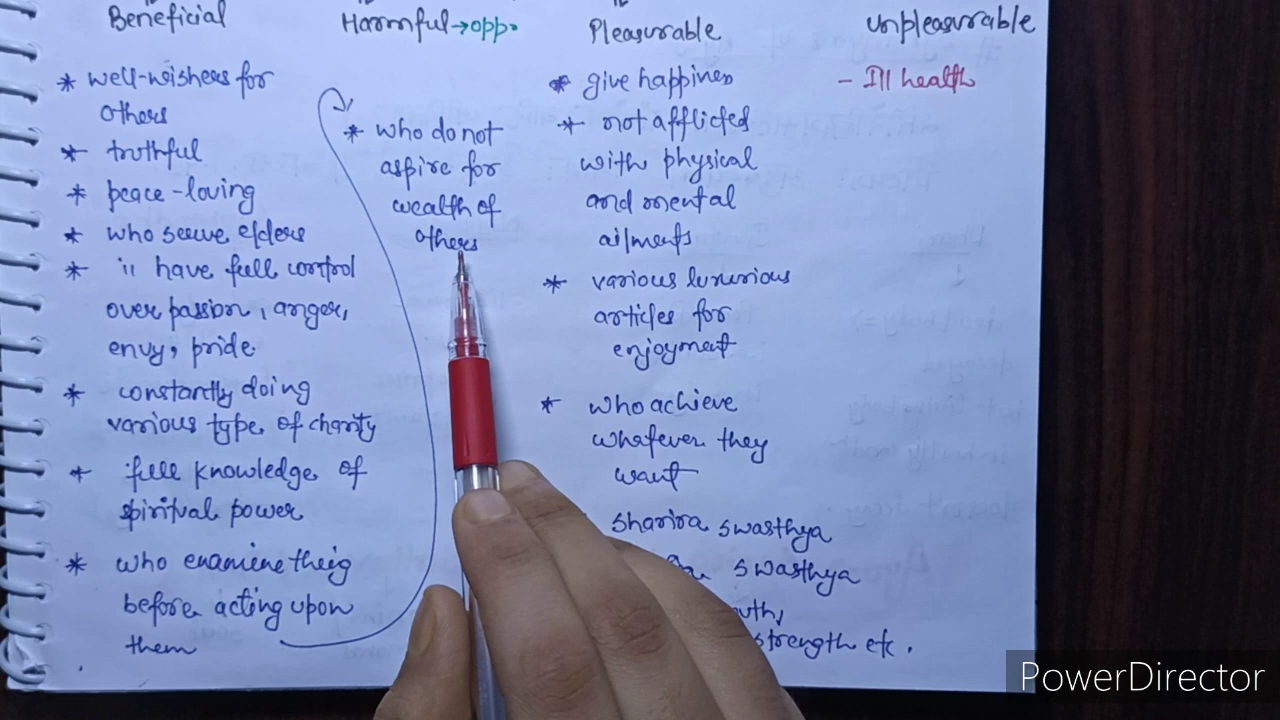 Beneficial
Harmful → opp.
Pleasurable
Unpleasurable
* well-wishers for
others
* truthful
* peace-loving
* who serve elders
* have full control
over passion, anger,
envy, pride
* constantly doing
various type of charity
* full knowledge of
spiritual power
* who examine thing
before acting upon
them
* who do not
aspire for
wealth of
others
* give happiness
* not afflicted
with physical
and mental
ailments
* various luxurious
articles for
enjoyment
* who achieve
whatever they
want
sharira swasthya
swasthya
strength etc.
- Ill health
PowerDirector